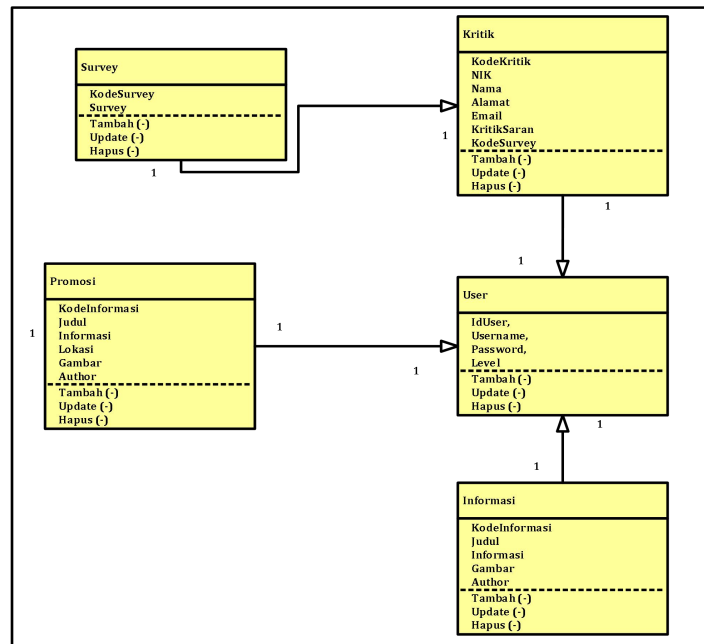 Survey
KodeSurvey
Survey
Tambah (-)
Update (-)
Hapus (-)
1
Kritik
KodeKritik
NIK
Nama
Alamat
Email
KritikSaran
KodeSurvey
Tambah (-)
Update (-)
Hapus (-)
1
1
1
Promosi
KodeInformasi
Judul
Informasi
Lokasi
Gambar
Author
Tambah (-)
Update (-)
Hapus (-)
1
1
1
User
IdUser,
Username,
Password,
Level
Tambah (-)
Update (-)
Hapus (-)
1
1
Informasi
KodeInformasi
Judul
Informasi
Gambar
Author
Tambah (-)
Update (-)
Hapus (-)